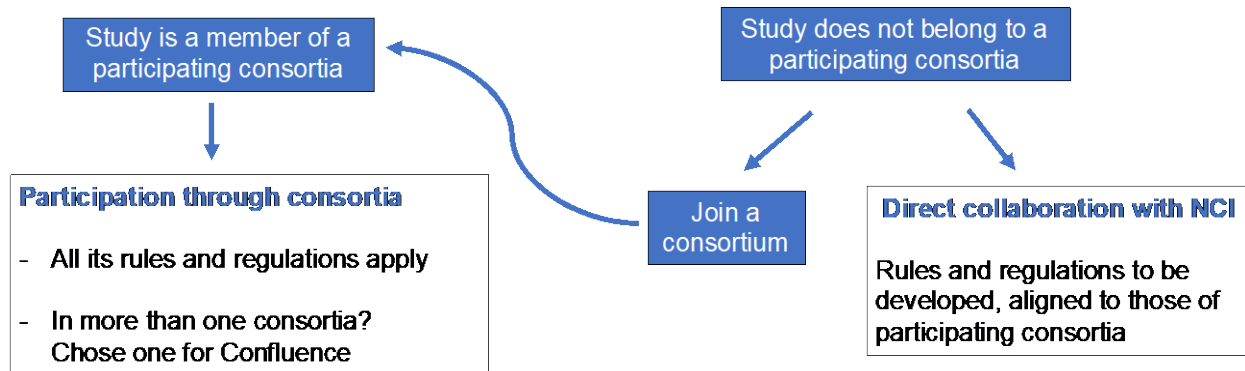 Study is a member of a
participating consortia
Study does not belong to a
participating consortia
Participation through consortia
- All its rules and regulations apply
- In more than one consortia?
Chose one for Confluence
Join a
consortium
Direct collaboration with NCI
Rules and regulations to be
developed, aligned to those of
participating consortia